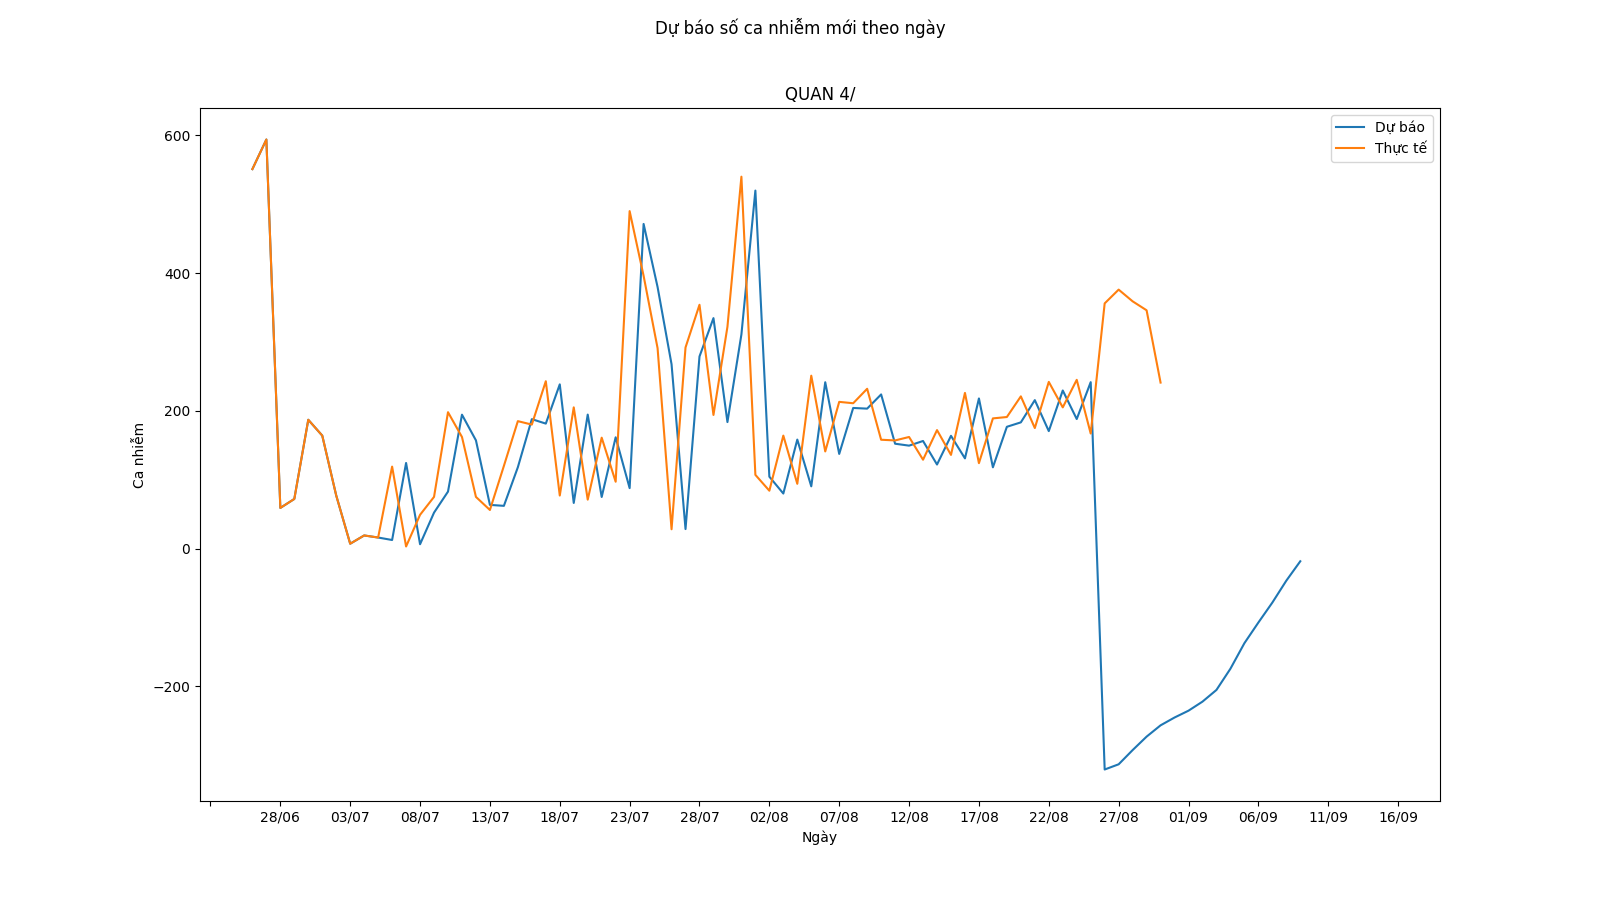 Dự báo số ca nhiễm mới theo ngày
QUAN 4/
Dự báo
Thực tế
600
400
200
0
−200
Ca nhiễm
28/06 03/07 08/07 13/07 18/07 23/07 28/07 02/08 07/08 12/08 17/08 22/08 27/08 01/09 06/09 11/09 16/09
Ngày